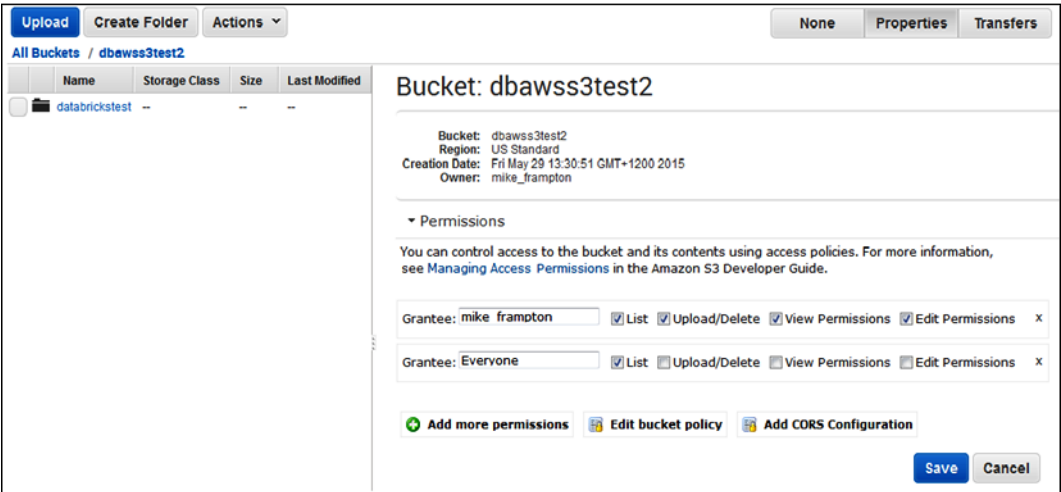 Upload Create Folder Actions None Properties Transfers
All Buckets / dbawss3test2
Name Storage Class Size Last Modified
databrickstest -- -- --
Bucket: dbawss3test2
Bucket: dbawss3test2
Region: US Standard
Creation Date: Fri May 29 13:30:51 GMT+1200 2015
Owner: mike_frampton
Permissions
You can control access to the bucket and its contents using access policies. For more information,
see Managing Access Permissions in the Amazon S3 Developer Guide.
Grantee: mike_frampton List Upload/Delete View Permissions Edit Permissions x
Grantee: Everyone List Upload/Delete View Permissions Edit Permissions x
Add more permissions Edit bucket policy Add CORS Configuration
Save Cancel